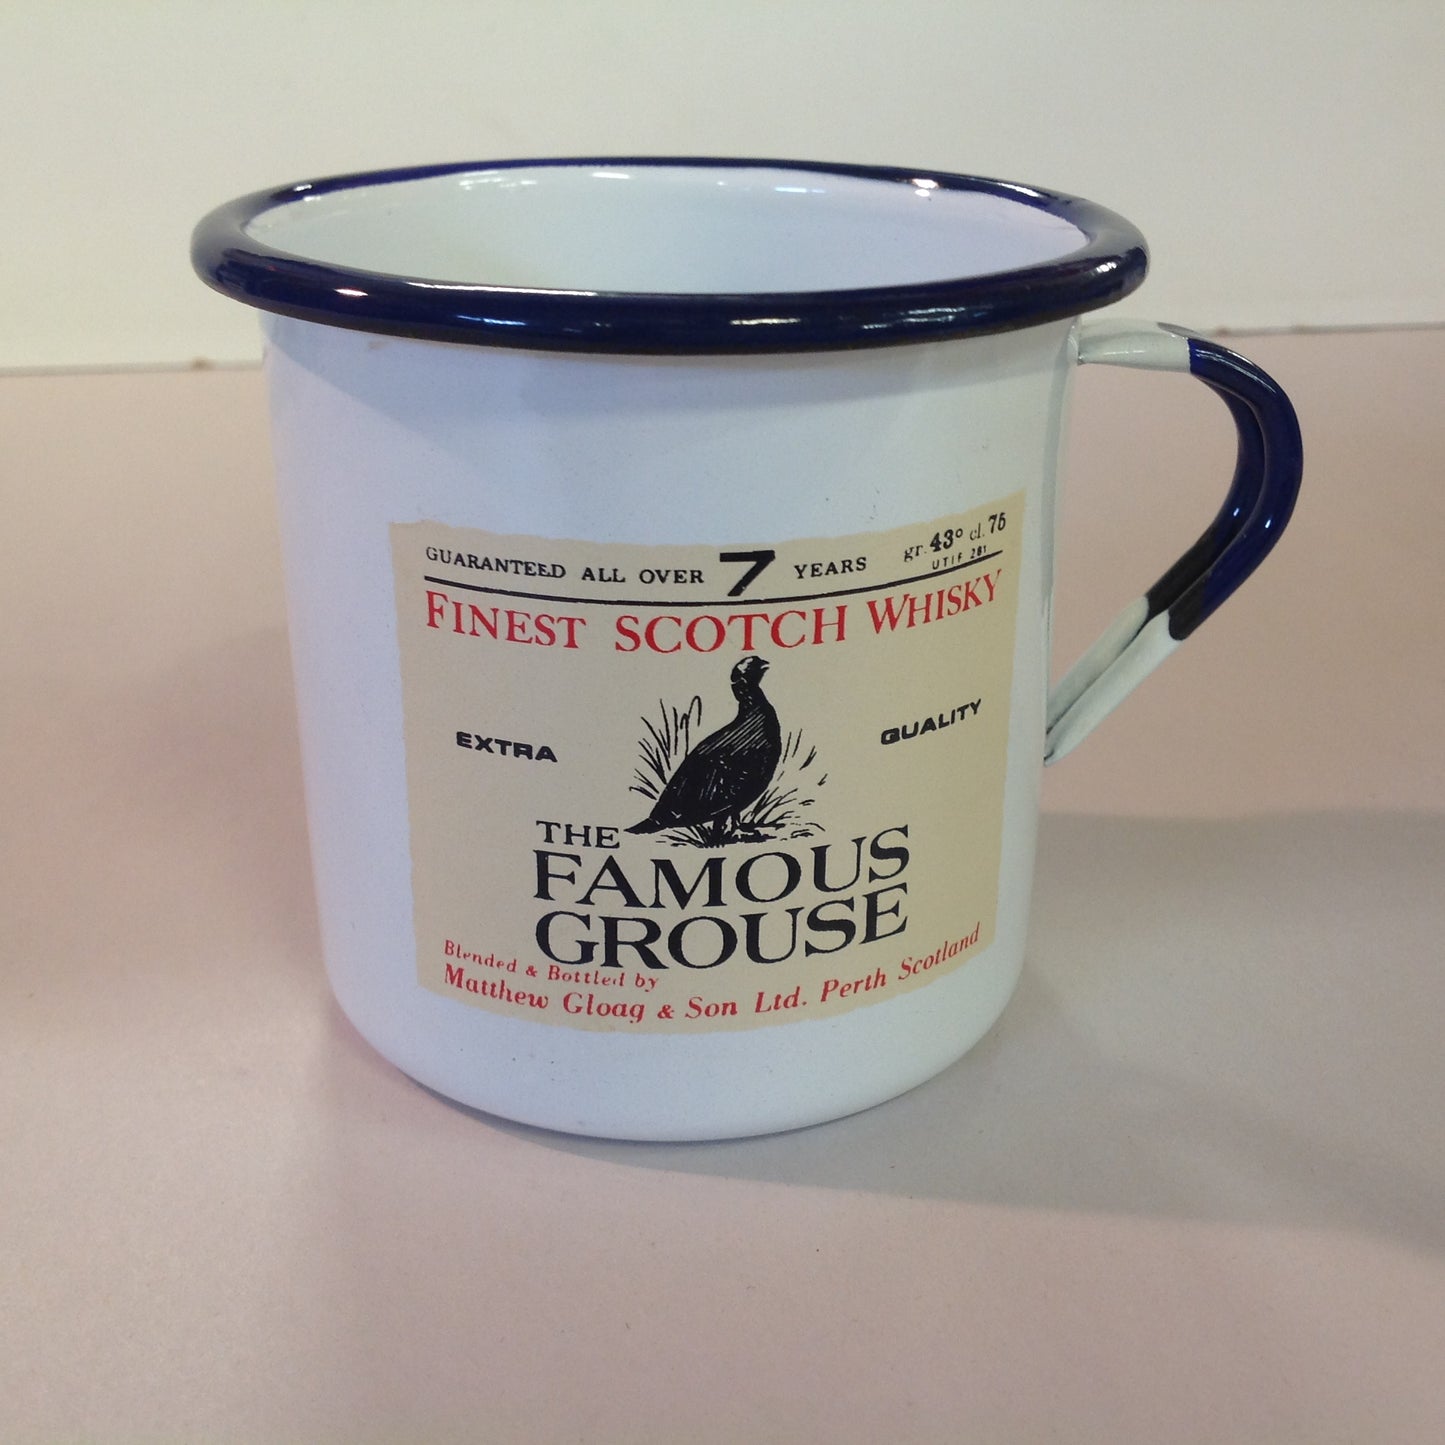 GUARANTEED ALL OVER 7 YEARS gr. 43° cl. 75
UTIF 281
FINEST SCOTCH WHISKY
EXTRA QUALITY
THE
FAMOUS
GROUSE
Blended & Bottled by
Matthew Gloag & Son Ltd. Perth Scotland